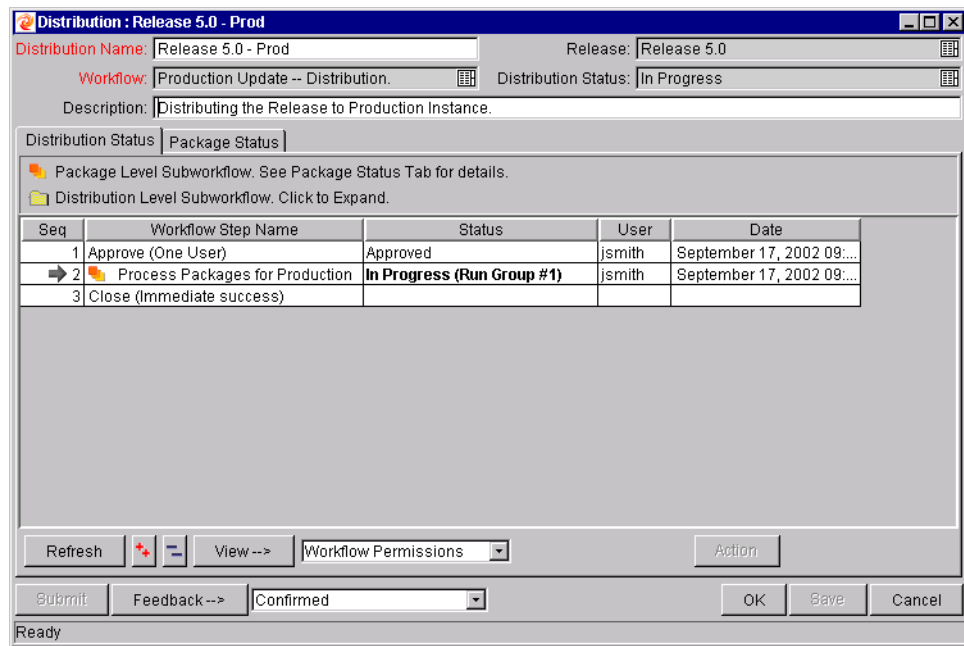 Distribution : Release 5.0 - Prod
Distribution Name: Release 5.0 - Prod Release: Release 5.0
Workflow: Production Update -- Distribution. Distribution Status: In Progress
Description: Distributing the Release to Production Instance.
Distribution Status Package Status
Package Level Subworkflow. See Package Status Tab for details.
Distribution Level Subworkflow. Click to Expand.
Seq Workflow Step Name Status User Date
1 Approve (One User) Approved jsmith September 17, 2002 09:...
2 Process Packages for Production In Progress (Run Group #1) jsmith September 17, 2002 09:...
3 Close (Immediate success)
Refresh View --> Workflow Permissions Action
Submit Feedback --> Confirmed OK Save Cancel
Ready